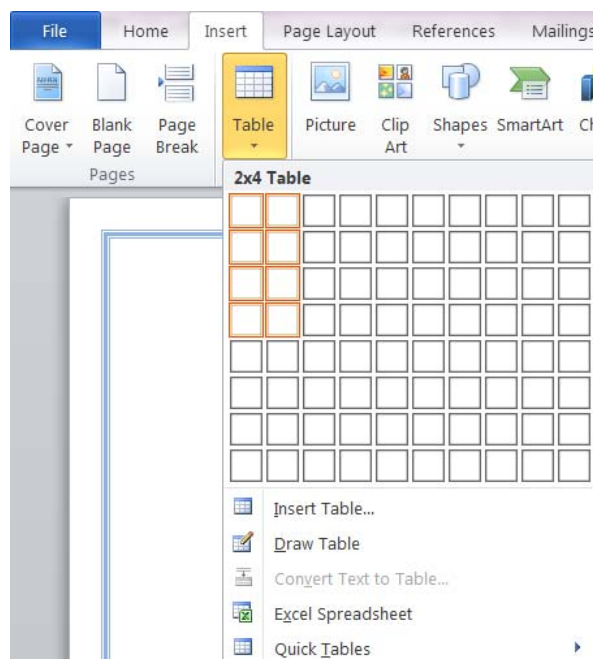 File Home Insert Page Layout References Mailings
Cover Page Blank Page Page Break Table Picture Clip Art Shapes SmartArt
Pages
2x4 Table
Insert Table...
Draw Table
Convert Text to Table...
Excel Spreadsheet
Quick Tables